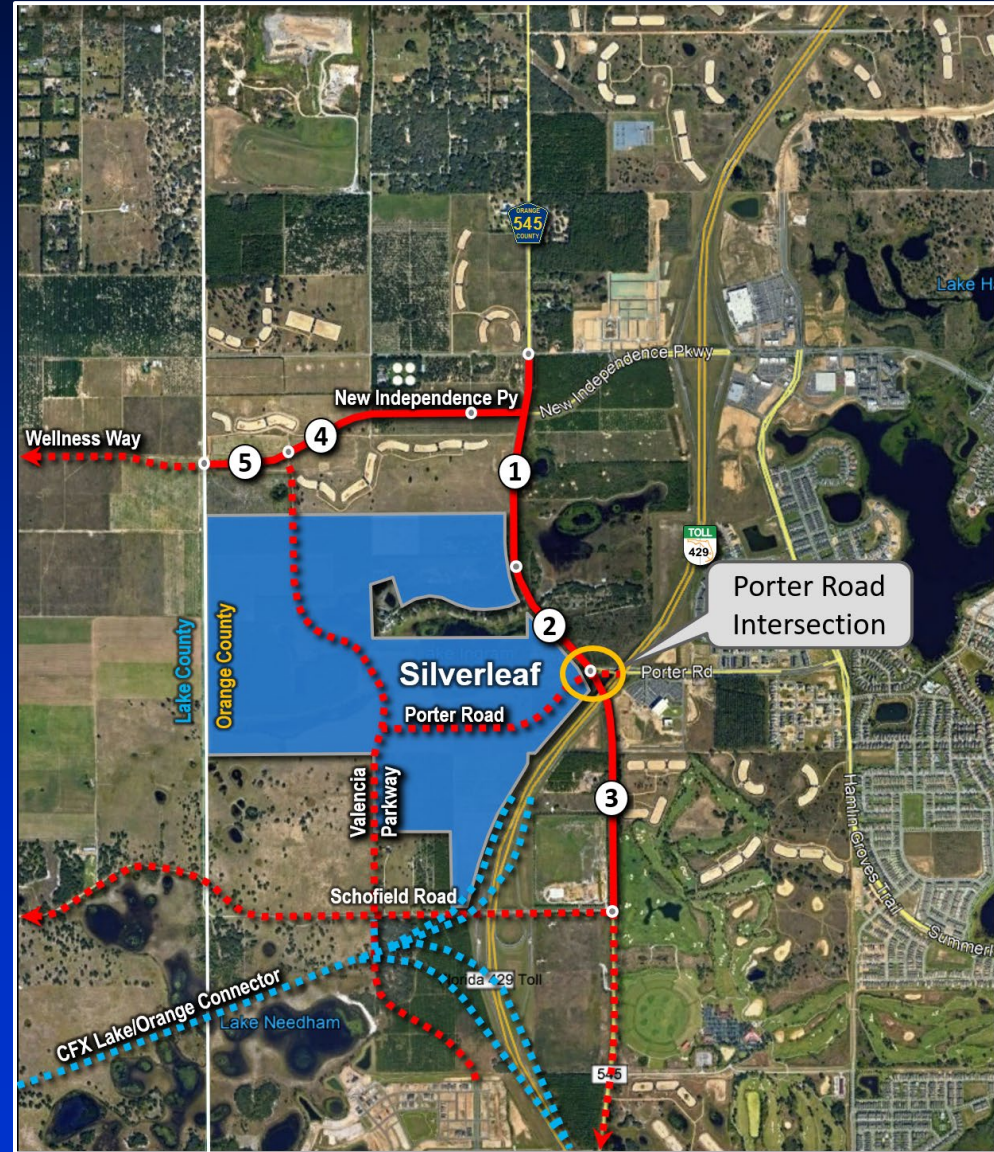 ORANGE
545
COUNTY
Lake H
New Independence Pkwy
New Independence Py
Wellness Way
4
5
1
TOLL
429
Porter Road
Intersection
2
Lake County
Orange County
Silverleaf
Porter Rd
Porter Road
Valencia
Parkway
3
Hamlin Groves Trail
Schofield Road
Summerl
lorida 429 Toll
CFX Lake/Orange Connector
Lake Needham
545